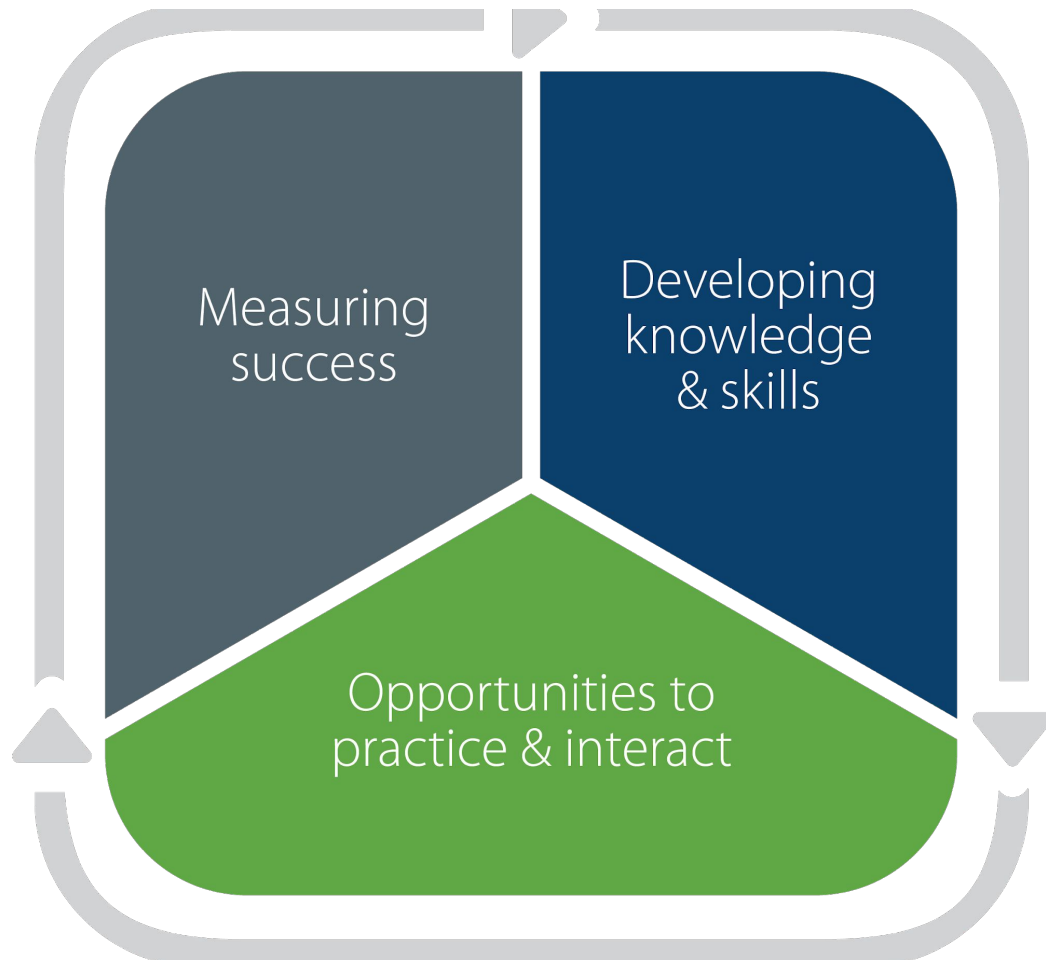 Measuring
success
Developing
knowledge
& skills
Opportunities to
practice & interact